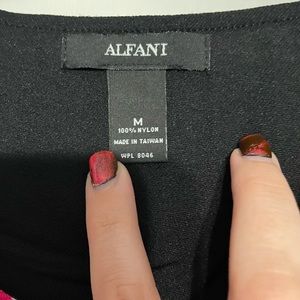 ALFANI
M
100% NYLON
MADE IN TAIWAN
WPL 8046